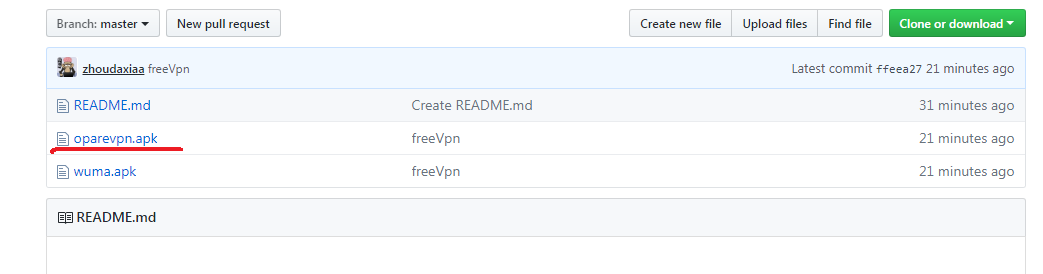 Branch: master New pull request Create new file Upload files Find file Clone or download
zhoudaxiaa freeVpn Latest commit ffeea27 21 minutes ago
README.md Create README.md 31 minutes ago
oparevpn.apk freeVpn 21 minutes ago
wuma.apk freeVpn 21 minutes ago
README.md